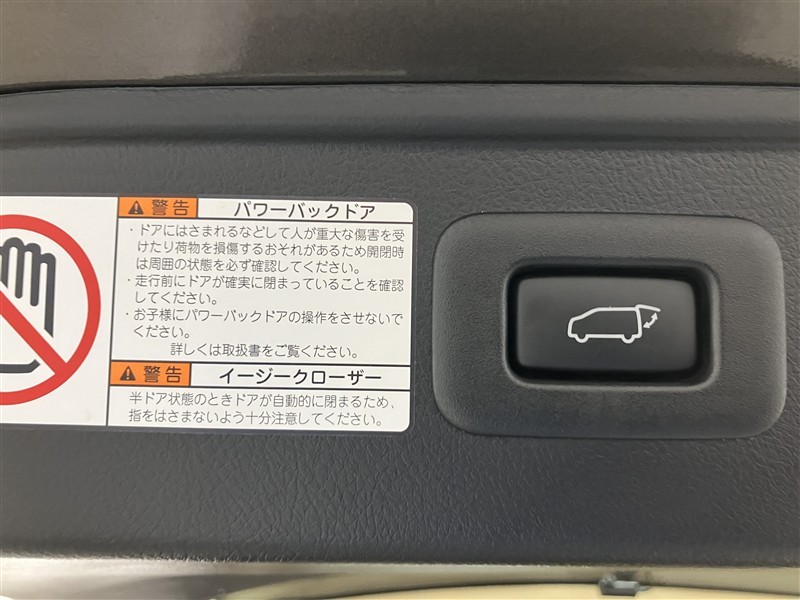 ⚠警告 パワーバックドア
・ドアにはさまれるなどして人が重大な傷害を受
けたり荷物を損傷するおそれがあるため開閉時
は周囲の状態を必ず確認してください。
・走行前にドアが確実に閉まっていることを確認
してください。
・お子様にパワーバックドアの操作をさせないで
ください。
詳しくは取扱書をご覧ください。
⚠警告 イージークローザー
半ドア状態のときドアが自動的に閉まるため、
指をはさまないよう十分注意してください。